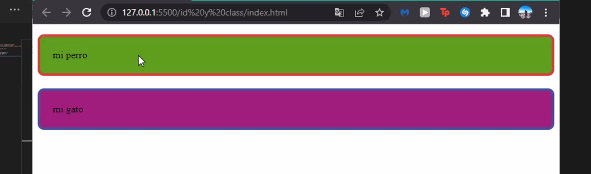 127.0.0.1:5500/id%20y%20class/index.html
mi perro
mi gato